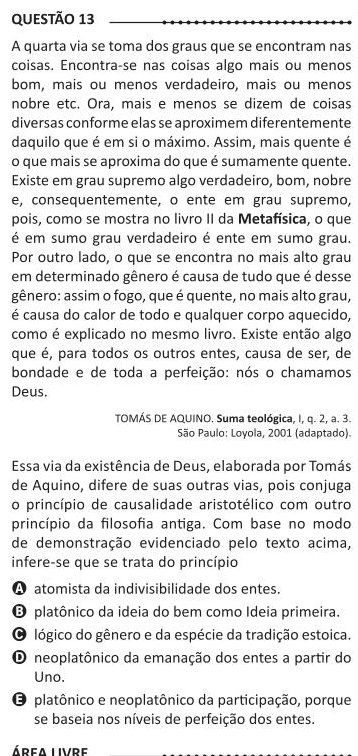 QUESTÃO 13
A quarta via se toma dos graus que se encontram nas
coisas. Encontra-se nas coisas algo mais ou menos
bom, mais ou menos verdadeiro, mais ou menos
nobre etc. Ora, mais e menos se dizem de coisas
diversas conforme elas se aproximem diferentemente
daquilo que é em si o máximo. Assim, mais quente é
o que mais se aproxima do que é sumamente quente.
Existe em grau supremo algo verdadeiro, bom, nobre
e, consequentemente, o ente em grau supremo,
pois, como se mostra no livro II da Metafísica, o que
é em sumo grau verdadeiro é ente em sumo grau.
Por outro lado, o que se encontra no mais alto grau
em determinado gênero é causa de tudo que é desse
gênero: assim o fogo, que é quente, no mais alto grau,
é causa do calor de todo e qualquer corpo aquecido,
como é explicado no mesmo livro. Existe então algo
que é, para todos os outros entes, causa de ser, de
bondade e de toda a perfeição: nós o chamamos
Deus.
TOMÁS DE AQUINO. Suma teológica, I, q. 2, a. 3.
São Paulo: Loyola, 2001 (adaptado).
Essa via da existência de Deus, elaborada por Tomás
de Aquino, difere de suas outras vias, pois conjuga
o princípio de causalidade aristotélico com outro
princípio da filosofia antiga. Com base no modo
de demonstração evidenciado pelo texto acima,
infere-se que se trata do princípio
A atomista da indivisibilidade dos entes.
B platônico da ideia do bem como Ideia primeira.
C lógico do gênero e da espécie da tradição estoica.
D neoplatônico da emanação dos entes a partir do
Uno.
E platônico e neoplatônico da participação, porque
se baseia nos níveis de perfeição dos entes.
ÁREA LIVRE